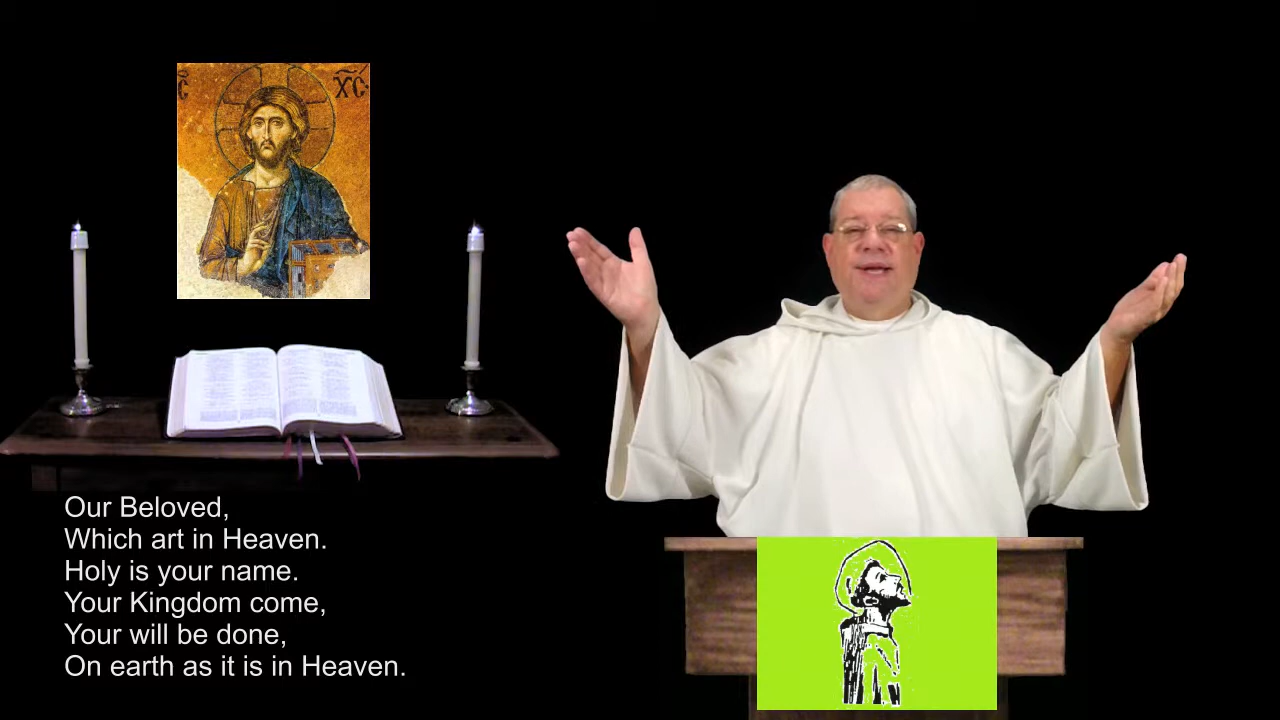 C
XC
Our Beloved,
Which art in Heaven.
Holy is your name.
Your Kingdom come,
Your will be done,
On earth as it is in Heaven.